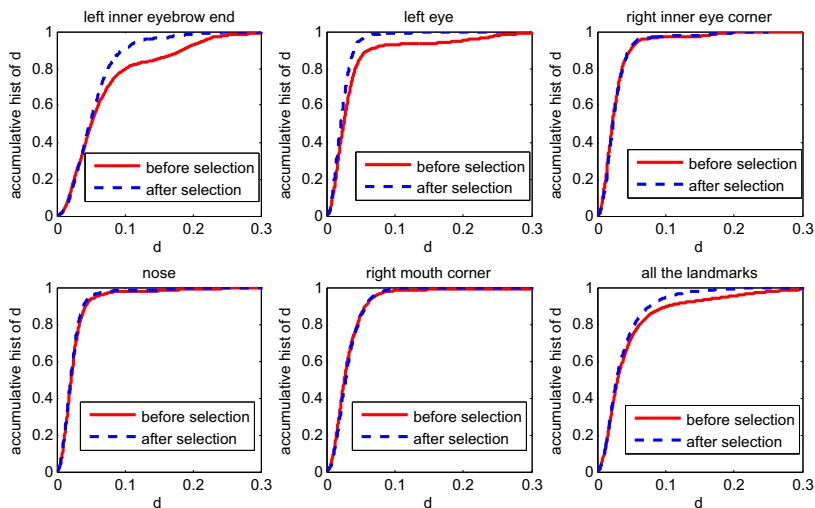 left inner eyebrow end
accumulative hist of d
1
0.8
0.6
0.4
0.2
0
0
0.1
0.2
0.3
d
before selection
after selection
left eye
accumulative hist of d
1
0.8
0.6
0.4
0.2
0
0
0.1
0.2
0.3
d
before selection
after selection
right inner eye corner
accumulative hist of d
1
0.8
0.6
0.4
0.2
0
0
0.1
0.2
0.3
d
before selection
after selection
nose
accumulative hist of d
1
0.8
0.6
0.4
0.2
0
0
0.1
0.2
0.3
d
before selection
after selection
right mouth corner
accumulative hist of d
1
0.8
0.6
0.4
0.2
0
0
0.1
0.2
0.3
d
before selection
after selection
all the landmarks
accumulative hist of d
1
0.8
0.6
0.4
0.2
0
0
0.1
0.2
0.3
d
before selection
after selection